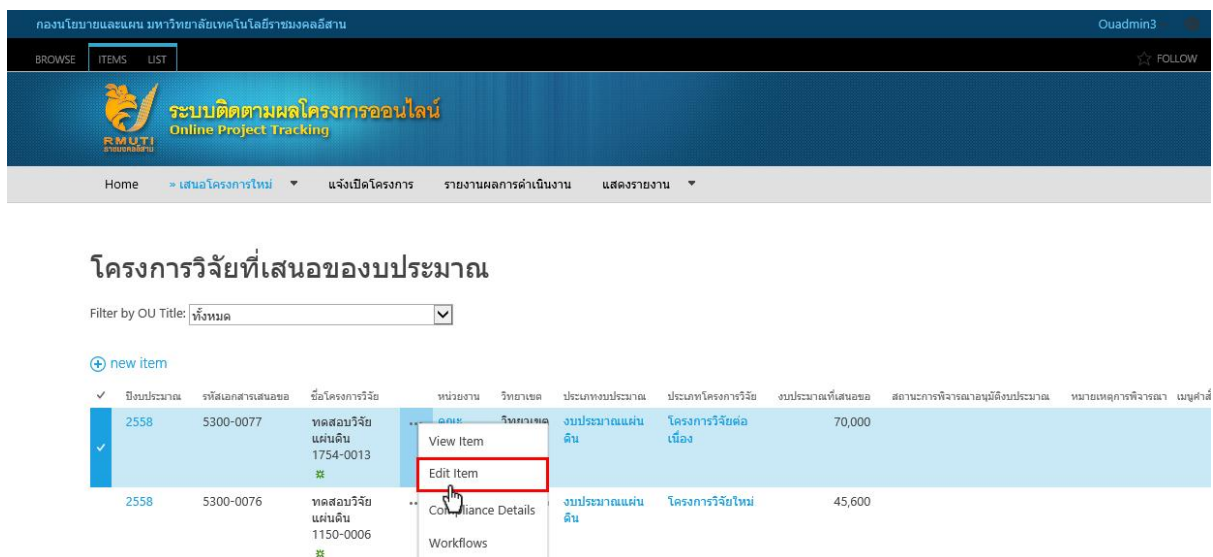 กองนโยบายและแผน มหาวิทยาลัยเทคโนโลยีราชมงคลอีสาน Ouadmin3
BROWSE ITEMS LIST FOLLOW
ระบบติดตามผลโครงการออนไลน์
Online Project Tracking
RMUTI
Home » เสนอโครงการใหม่ แจ้งเปิดโครงการ รายงานผลการดำเนินงาน แสดงรายงาน
โครงการวิจัยที่เสนอของบประมาณ
Filter by OU Title: ทั้งหมด
new item
ปีงบประมาณ รหัสเอกสารเสนอขอ ชื่อโครงการวิจัย หน่วยงาน วิทยาเขต ประเภทงบประมาณ ประเภทโครงการวิจัย งบประมาณที่เสนอขอ สถานะการพิจารณาอนุมัติงบประมาณ หมายเหตุการพิจารณา เมนูคำสั่
2558 5300-0077 ทดสอบวิจัย ... คณะ วิทยาเขต งบประมาณแผ่น โครงการวิจัยต่อ 70,000
แผ่นดิน ดิน เนื่อง
1754-0013
View Item
Edit Item
2558 5300-0076 ทดสอบวิจัย งบประมาณแผ่น โครงการวิจัยใหม่ 45,600
แผ่นดิน ดิน
1150-0006
Compliance Details
Workflows